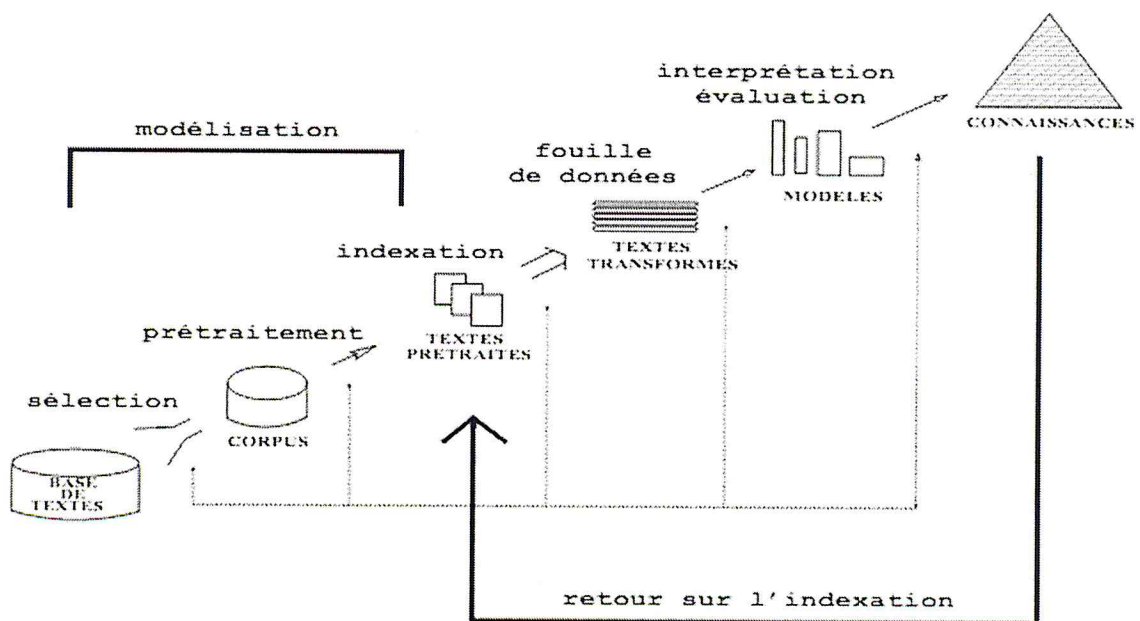 interprétation
évaluation
CONNAISSANCES
modélisation
fouille
de données
MODELES
indexation
TEXTES
TRANSFORMES
prétraitement
TEXTES
PRETRAITES
sélection
CORPUS
BASE
DE
TEXTES
retour sur l'indexation